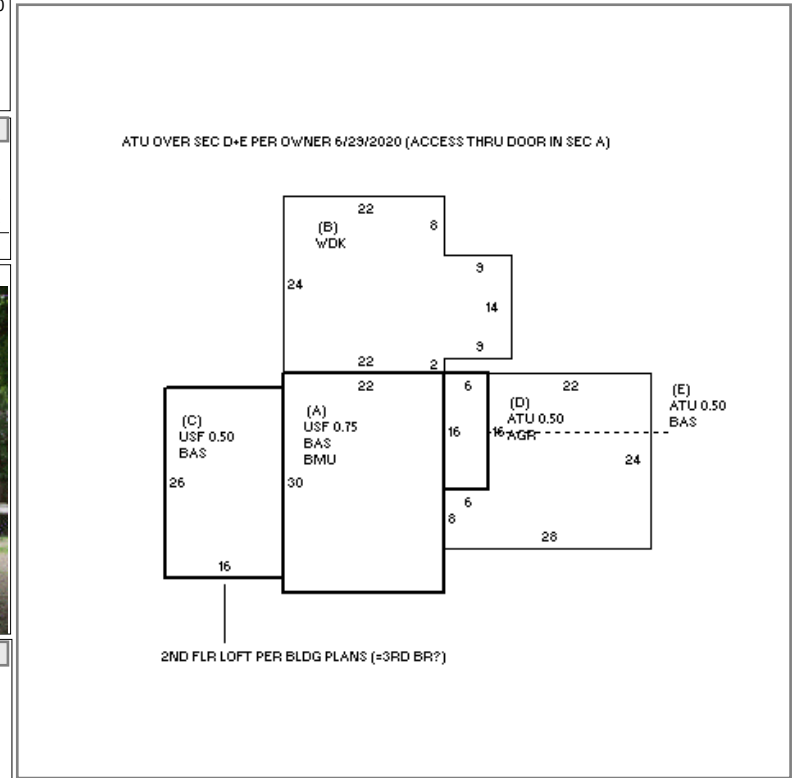 ATU OVER SEC D+E PER OWNER 6/29/2020 (ACCESS THRU DOOR IN SEC A)
22
(B)
WDK
8
9
24
14
9
22
2
22
6
22
(C)
USF 0.50
BAS
(A)
USF 0.75
BAS
BMU
(D)
ATU 0.50
AGR
(E)
ATU 0.50
BAS
16
16
24
26
30
6
8
28
16
2ND FLR LOFT PER BLDG PLANS (=3RD BR?)